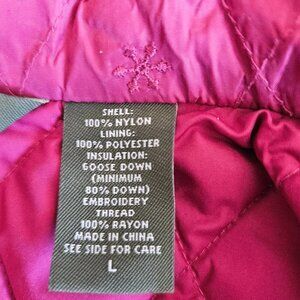 SHELL:
100% NYLON
LINING:
100% POLYESTER
INSULATION:
GOOSE DOWN
(MINIMUM
80% DOWN)
EMBROIDERY
THREAD
100% RAYON
MADE IN CHINA
SEE SIDE FOR CARE
L